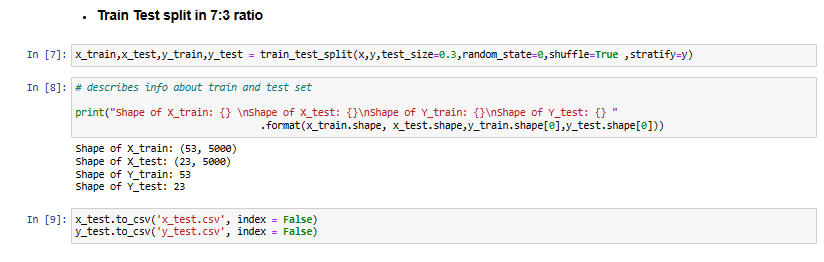 • Train Test split in 7:3 ratio
In [7]: x_train,x_test,y_train,y_test = train_test_split(x,y,test_size=0.3,random_state=0,shuffle=True ,stratify=y)
In [8]: # describes info about train and test set
print("Shape of X_train: {} \nShape of X_test: {}\nShape of Y_train: {}\nShape of Y_test: {} "
.format(x_train.shape, x_test.shape,y_train.shape[0],y_test.shape[0]))
Shape of X_train: (53, 5000)
Shape of X_test: (23, 5000)
Shape of Y_train: 53
Shape of Y_test: 23
In [9]: x_test.to_csv('x_test.csv', index = False)
y_test.to_csv('y_test.csv', index = False)